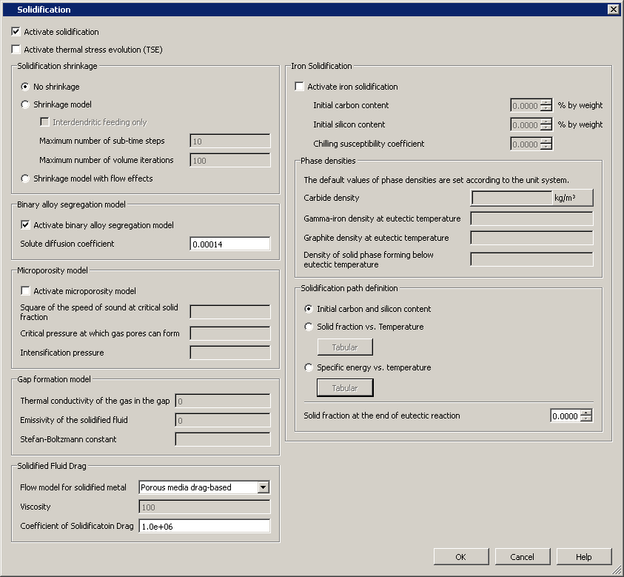 Solidification
Activate solidification
Activate thermal stress evolution (TSE)
Solidification shrinkage
No shrinkage
Shrinkage model
Interdendritic feeding only
Maximum number of sub-time steps 10
Maximum number of volume iterations 100
Shrinkage model with flow effects
Binary alloy segregation model
Activate binary alloy segregation model
Solute diffusion coefficient 0.00014
Microporosity model
Activate microporosity model
Square of the speed of sound at critical solid
fraction
Critical pressure at which gas pores can form
Intensification pressure
Gap formation model
Thermal conductivity of the gas in the gap 0
Emissivity of the solidified fluid 0
Stefan-Boltzmann constant
Solidified Fluid Drag
Flow model for solidified metal Porous media drag-based
Viscosity 100
Coefficient of Solidificatoin Drag 1.0e+06
Iron Solidification
Activate iron solidification
Initial carbon content 0.0000 % by weight
Initial silicon content 0.0000 % by weight
Chilling susceptibility coefficient 0.0000
Phase densities
The default values of phase densities are set according to the unit system.
Carbide density kg/m³
Gamma-iron density at eutectic temperature
Graphite density at eutectic temperature
Density of solid phase forming below
eutectic temperature
Solidification path definition
Initial carbon and silicon content
Solid fraction vs. Temperature
Tabular
Specific energy vs. temperature
Tabular
Solid fraction at the end of eutectic reaction 0.0000
OK Cancel Help